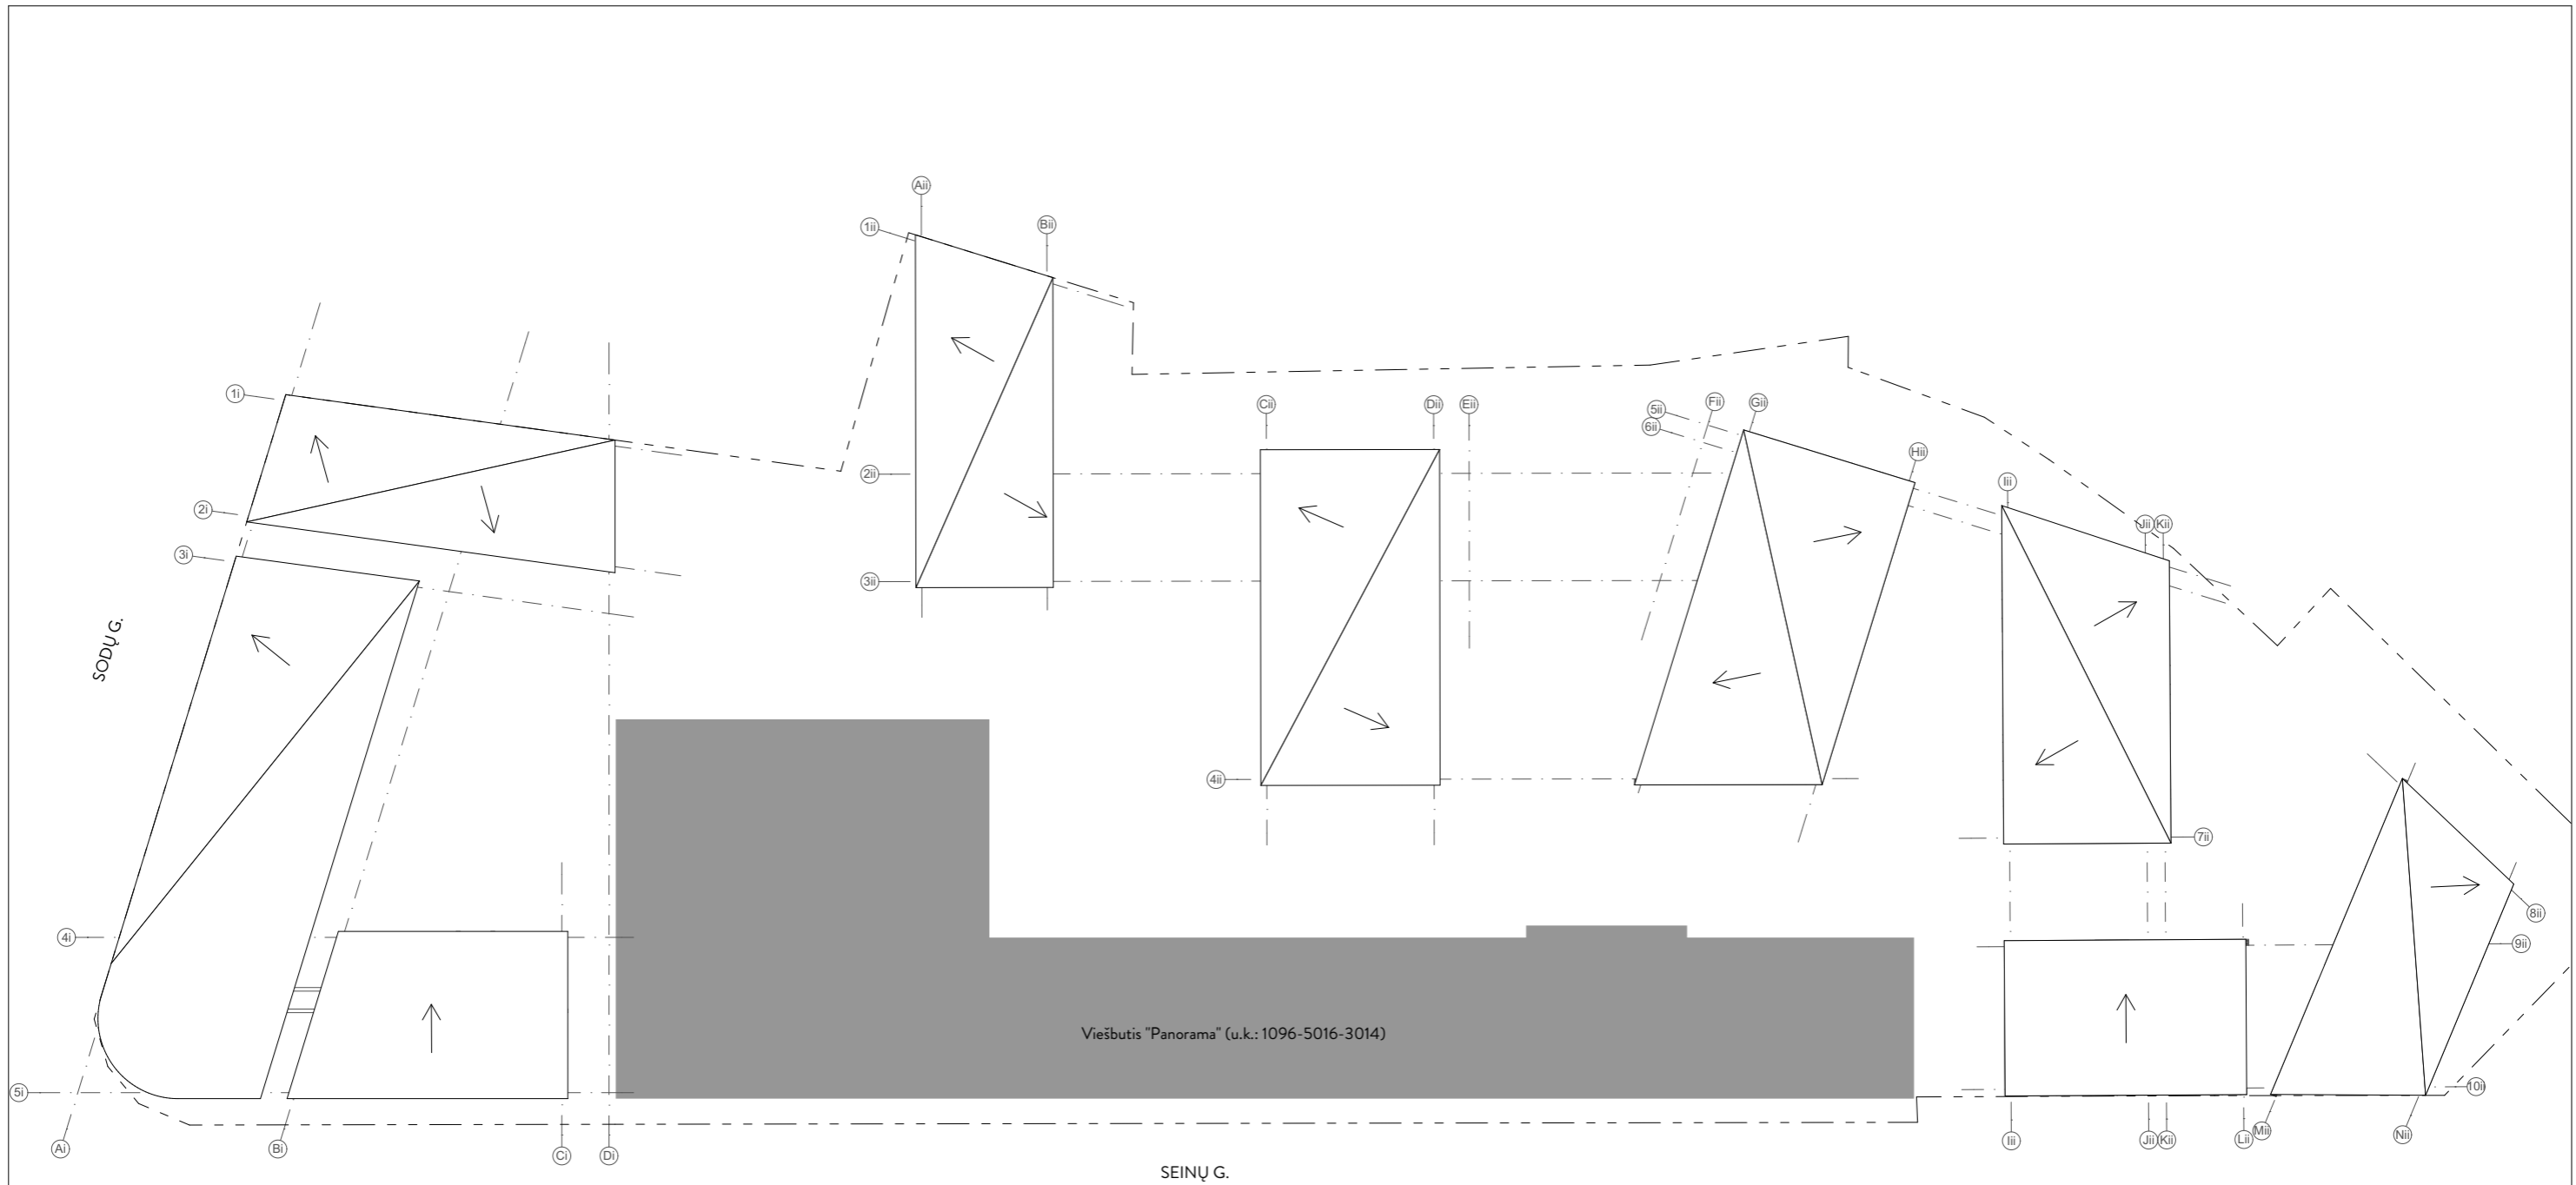 Aii
1ii
Bii
1i
Cii
Dii
Eii
5ii
Fii
Gii
6ii
Hii
2ii
Iii
2i
Jii
Kii
3i
3ii
SODŲ G.
4ii
7ii
8ii
4i
9ii
Viešbutis "Panorama" (u.k.: 1096-5016-3014)
10ii
5i
Ai
Bi
Ci
Di
Iii
Jii
Kii
Lii
Mii
Nii
SEINŲ G.